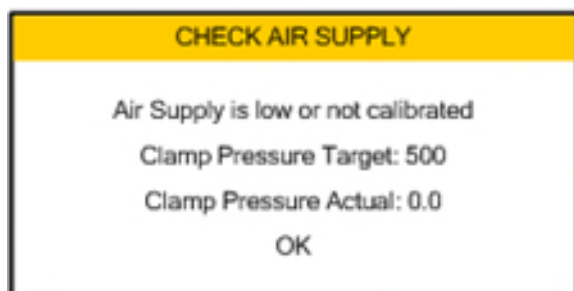 CHECK AIR SUPPLY
Air Supply is low or not calibrated
Clamp Pressure Target: 500
Clamp Pressure Actual: 0.0
OK